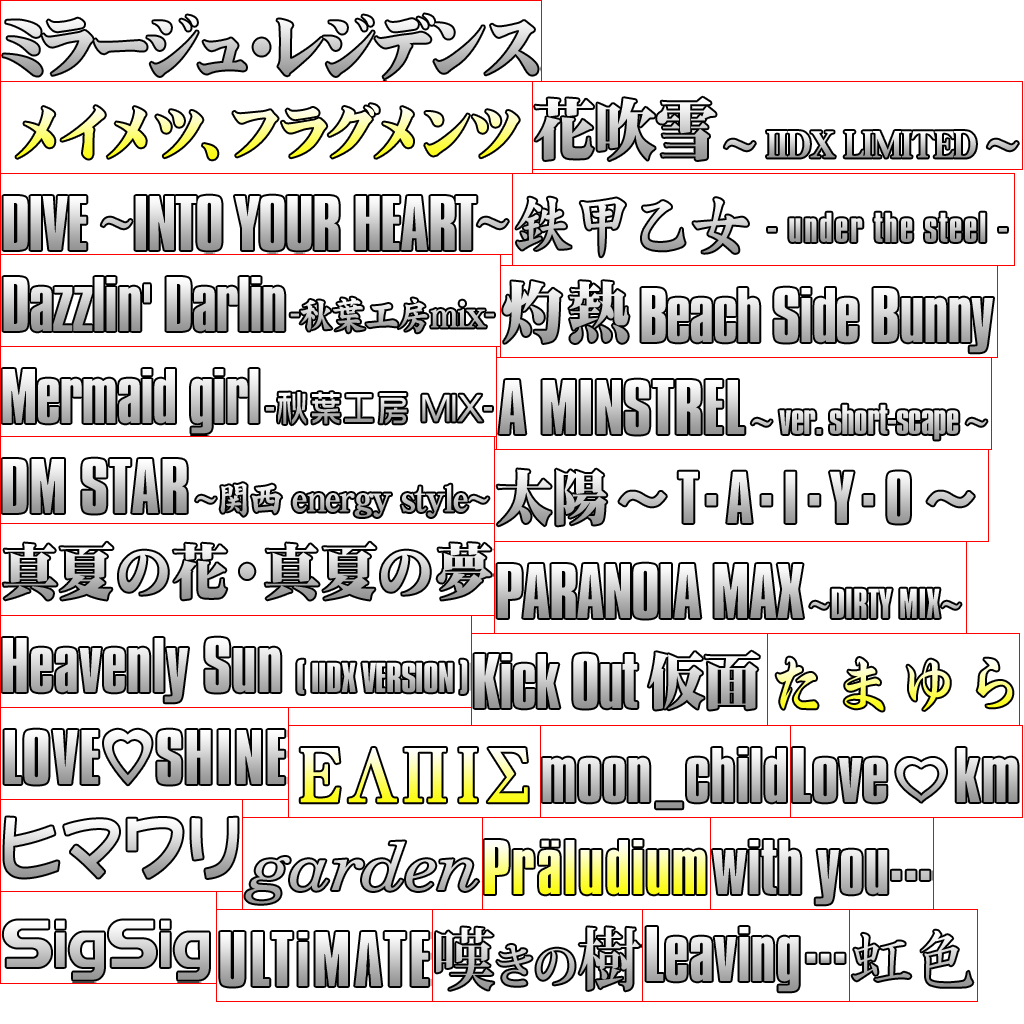 ミラージュ・レジデンス
メイメツ、フラグメンツ
花吹雪 ～ IIDX LIMITED ～
DIVE ～INTO YOUR HEART～
鉄甲乙女 - under the steel -
Dazzlin' Darlin -秋葉工房mix-
灼熱 Beach Side Bunny
Mermaid girl -秋葉工房 MIX-
A MINSTREL ～ ver. short-scape ～
DM STAR ～関西 energy style～
太陽 ～ T・A・I・Y・O ～
真夏の花・真夏の夢
PARANOIA MAX ～DIRTY MIX～
Heavenly Sun ( IIDX VERSION )
Kick Out 仮面
たまゆら
LOVE♡SHINE
ΕΛΠΙΣ
moon_child
Love♡km
ヒマワリ
garden
Präludium
with you…
SigSig
ULTiMATE
嘆きの樹
Leaving …
虹色